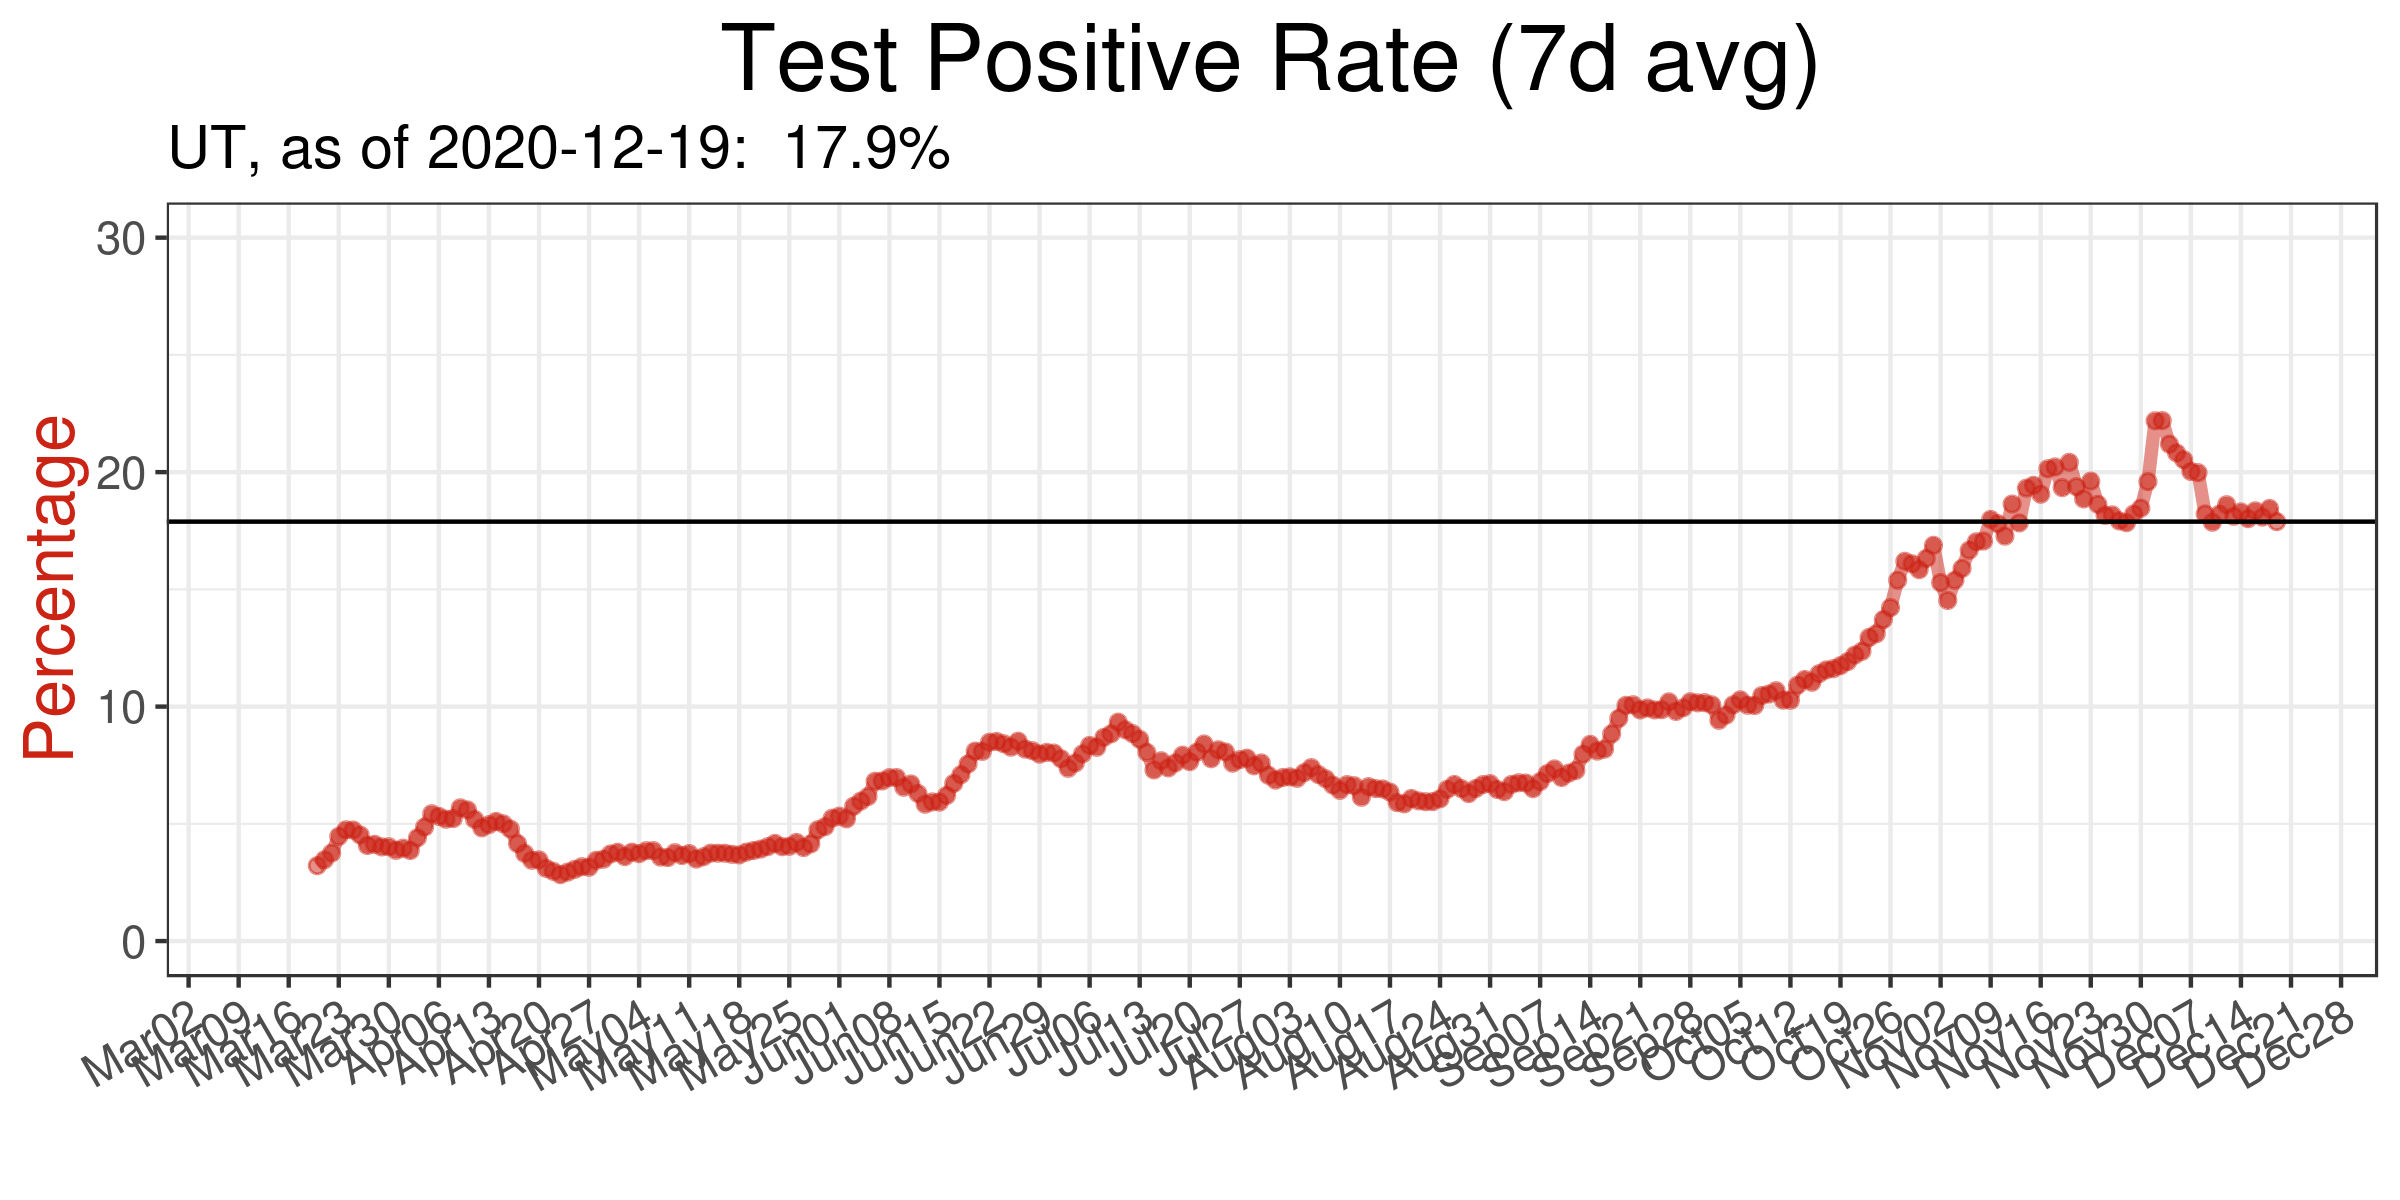 Test Positive Rate (7d avg)
UT, as of 2020-12-19:  17.9%
Percentage
30
20
10
0
Mar02
Mar09
Mar16
Mar23
Mar30
Apr06
Apr13
Apr20
Apr27
May04
May11
May18
May25
Jun01
Jun08
Jun15
Jun22
Jun29
Jul06
Jul13
Jul20
Jul27
Aug03
Aug10
Aug17
Aug24
Aug31
Sep07
Sep14
Sep21
Sep28
Oct05
Oct12
Oct19
Oct26
Nov02
Nov09
Nov16
Nov23
Nov30
Dec07
Dec14
Dec21
Dec28